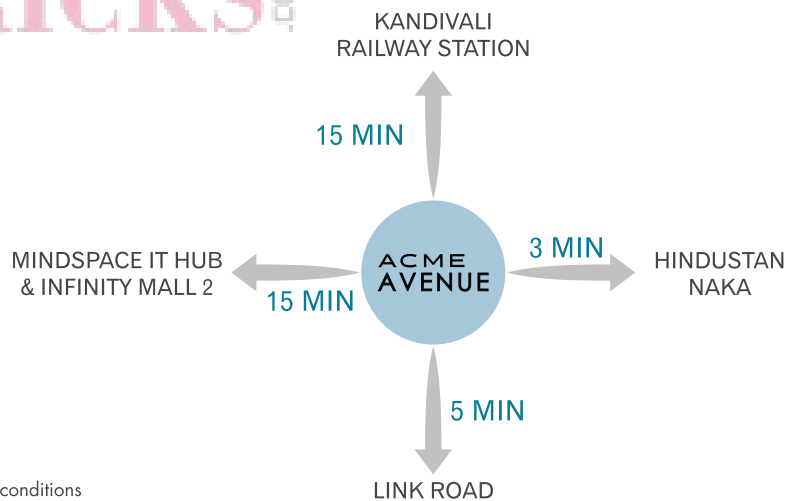 KANDIVALI
RAILWAY STATION
15 MIN
MINDSPACE IT HUB
& INFINITY MALL 2
15 MIN
ACME
AVENUE
3 MIN
HINDUSTAN
NAKA
5 MIN
LINK ROAD
conditions